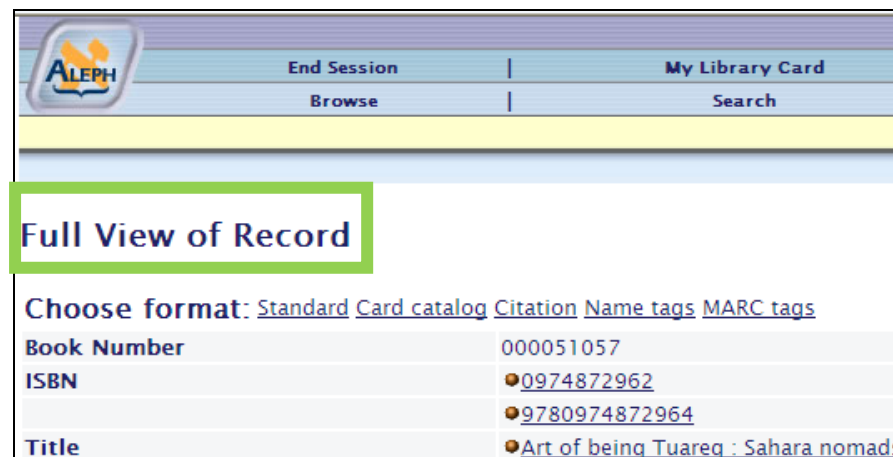 ALEPH
End Session | My Library Card
Browse | Search
Full View of Record
Choose format: Standard Card catalog Citation Name tags MARC tags
Book Number 000051057
ISBN 0974872962
9780974872964
Title Art of being Tuareg : Sahara nomads